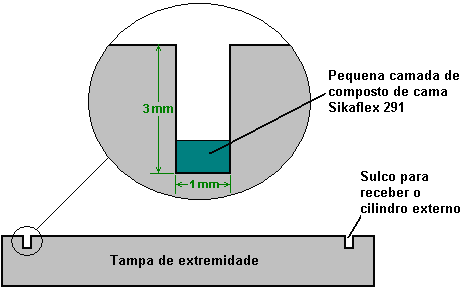 Pequena camada de
composto de cama
Sikaflex 291
3mm
1mm
Sulco para
receber o
cilindro externo
Tampa de extremidade